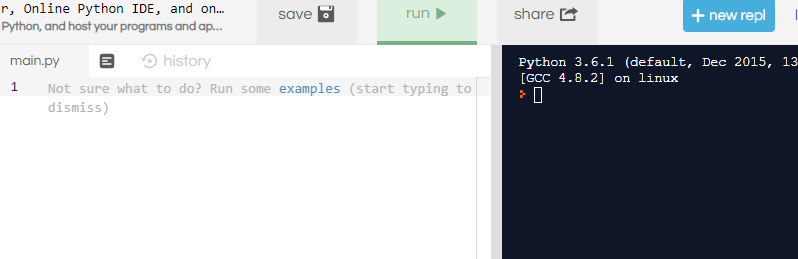 r, Online Python IDE, and on…
Python, and host your programs and ap...
save
run
share
+ new repl
main.py
history
1 Not sure what to do? Run some examples (start typing to
dismiss)
Python 3.6.1 (default, Dec 2015, 13
[GCC 4.8.2] on linux